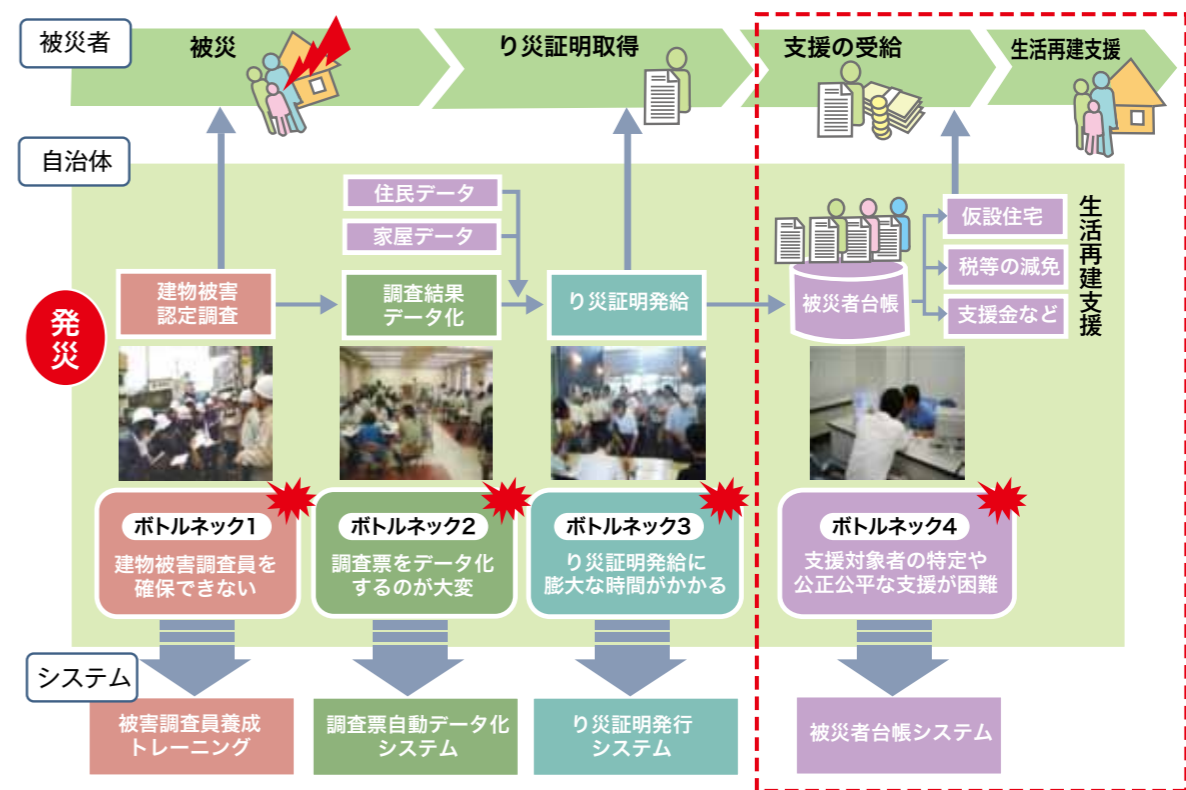 被災者
被災
り災証明取得
支援の受給
生活再建支援
自治体
住民データ
家屋データ
発災
建物被害
認定調査
調査結果
データ化
り災証明発給
被災者台帳
仮設住宅
税等の減免
支援金など
生活再建支援
ボトルネック1
建物被害調査員を
確保できない
ボトルネック2
調査票をデータ化
するのが大変
ボトルネック3
り災証明発給に
膨大な時間がかかる
ボトルネック4
支援対象者の特定や
公正公平な支援が困難
システム
被害調査員養成
トレーニング
調査票自動データ化
システム
り災証明発行
システム
被災者台帳システム